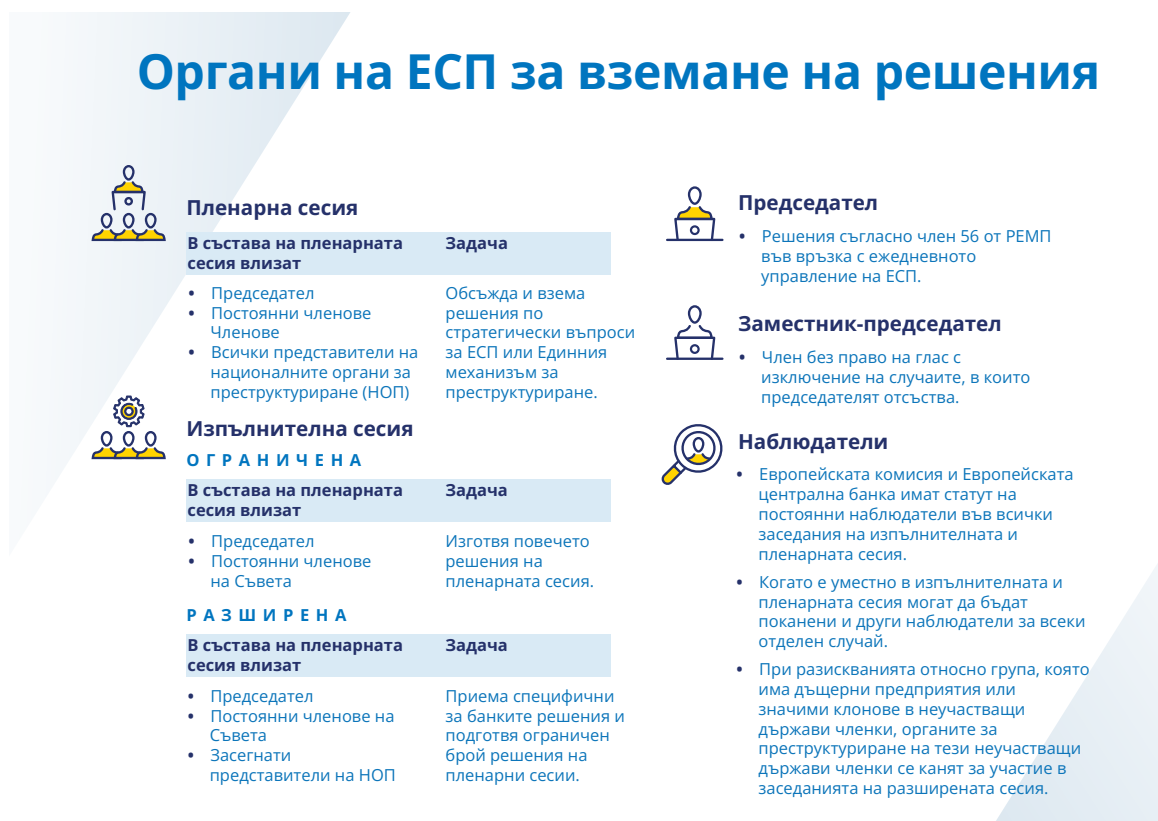 Органи на ЕСП за вземане на решения
Пленарна сесия
В състава на пленарната
сесия влизат
Задача
• Председател
• Постоянни членове
Членове
• Всички представители на
националните органи за
преструктуриране (НОП)
Обсъжда и взема
решения по
стратегически въпроси
за ЕСП или Единния
механизъм за
преструктуриране.
Изпълнителна сесия
ОГРАНИЧЕНА
В състава на пленарната
сесия влизат
Задача
• Председател
• Постоянни членове
на Съвета
Изготвя повечето
решения на
пленарната сесия.
РАЗШИРЕНА
В състава на пленарната
сесия влизат
Задача
• Председател
• Постоянни членове на
Съвета
• Засегнати
представители на НОП
Приема специфични
за банките решения и
подготвя ограничен
брой решения на
пленарни сесии.
Председател
• Решения съгласно член 56 от РЕМП
във връзка с ежедневното
управление на ЕСП.
Заместник-председател
• Член без право на глас с
изключение на случаите, в които
председателят отсъства.
Наблюдатели
• Европейската комисия и Европейската
централна банка имат статут на
постоянни наблюдатели във всички
заседания на изпълнителната и
пленарната сесия.
• Когато е уместно в изпълнителната и
пленарната сесия могат да бъдат
поканени и други наблюдатели за всеки
отделен случай.
• При разискванията относно група, която
има дъщерни предприятия или
значими клонове в неучастващи
държави членки, органите за
преструктуриране на тези неучастващи
държави членки се канят за участие в
заседанията на разширената сесия.